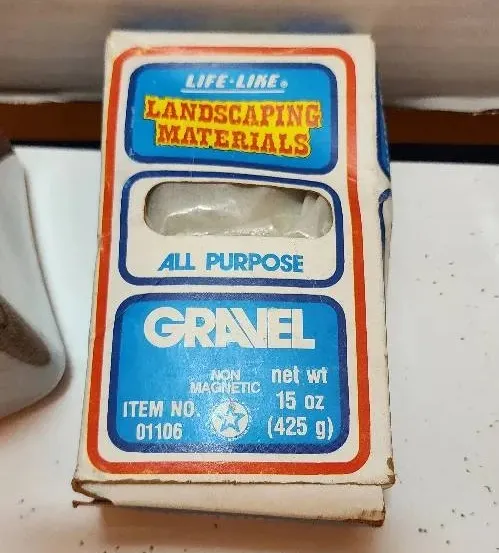 LIFE-LIKE®
LANDSCAPING
MATERIALS
ALL PURPOSE
GRAVEL
NON
MAGNETIC
net wt
15 oz
(425 g)
ITEM NO.
01106